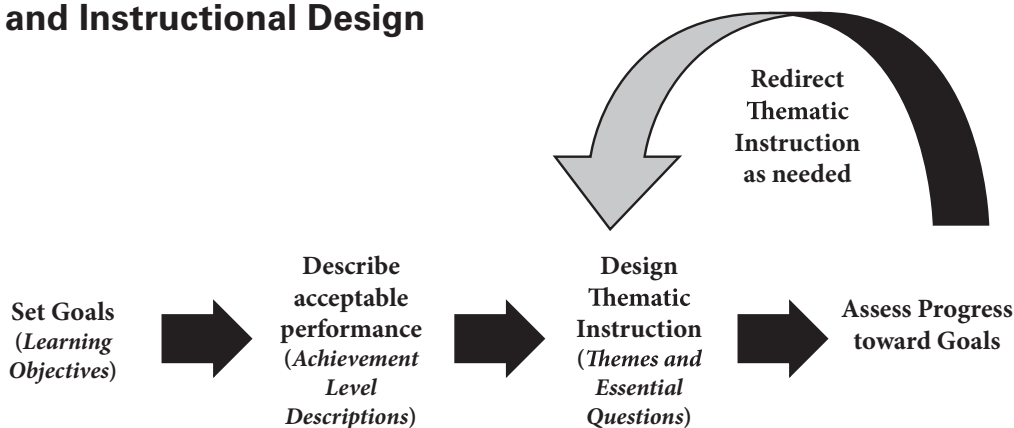 and Instructional Design
Redirect
Thematic
Instruction
as needed
Set Goals
(Learning
Objectives)
Describe
acceptable
performance
(Achievement
Level
Descriptions)
Design
Thematic
Instruction
(Themes and
Essential
Questions)
Assess Progress
toward Goals